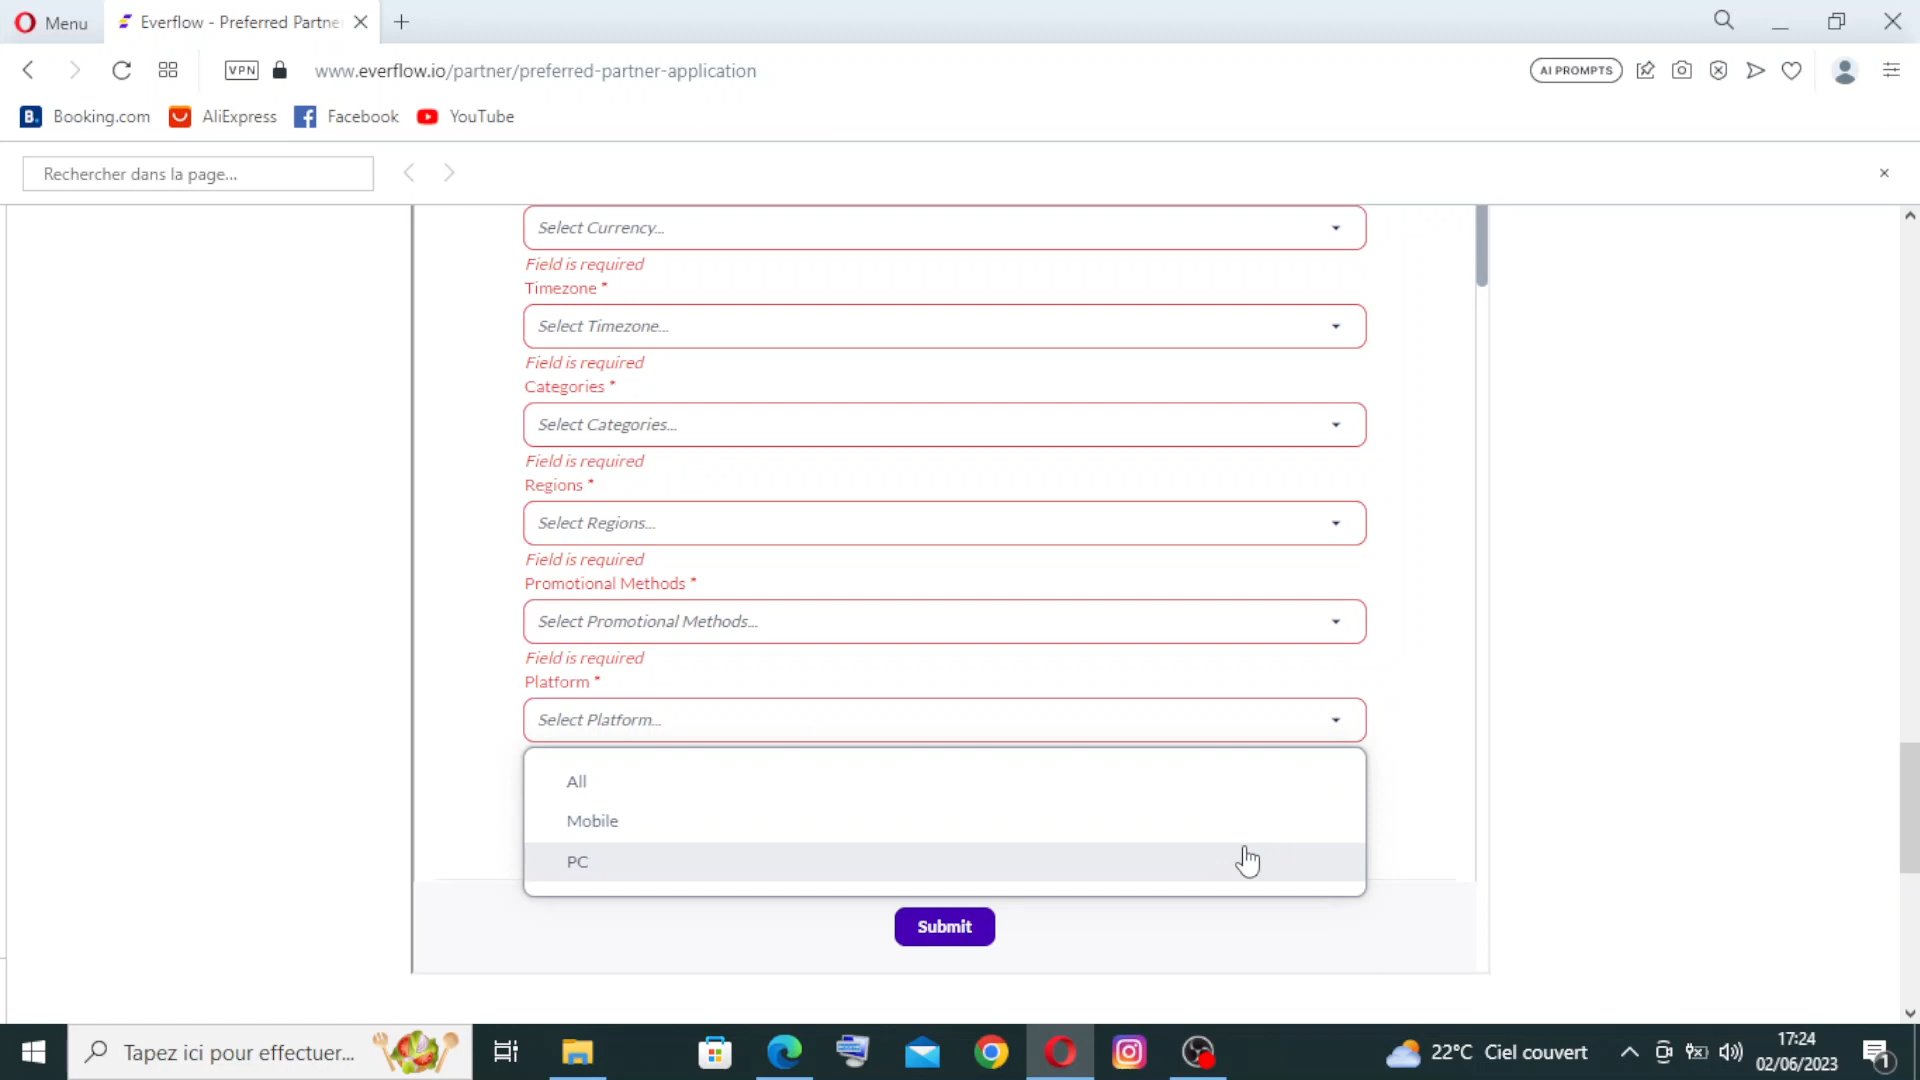 Menu
Everflow - Preferred Partne
VPN
www.everflow.io/partner/preferred-partner-application
AI PROMPTS
Booking.com
AliExpress
Facebook
YouTube
Rechercher dans la page...
Select Currency...
Field is required
Timezone *
Select Timezone...
Field is required
Categories *
Select Categories...
Field is required
Regions *
Select Regions...
Field is required
Promotional Methods *
Select Promotional Methods...
Field is required
Platform *
Select Platform...
All
Mobile
PC
Submit
Tapez ici pour effectuer...
22°C Ciel couvert
17:24
02/06/2023
1